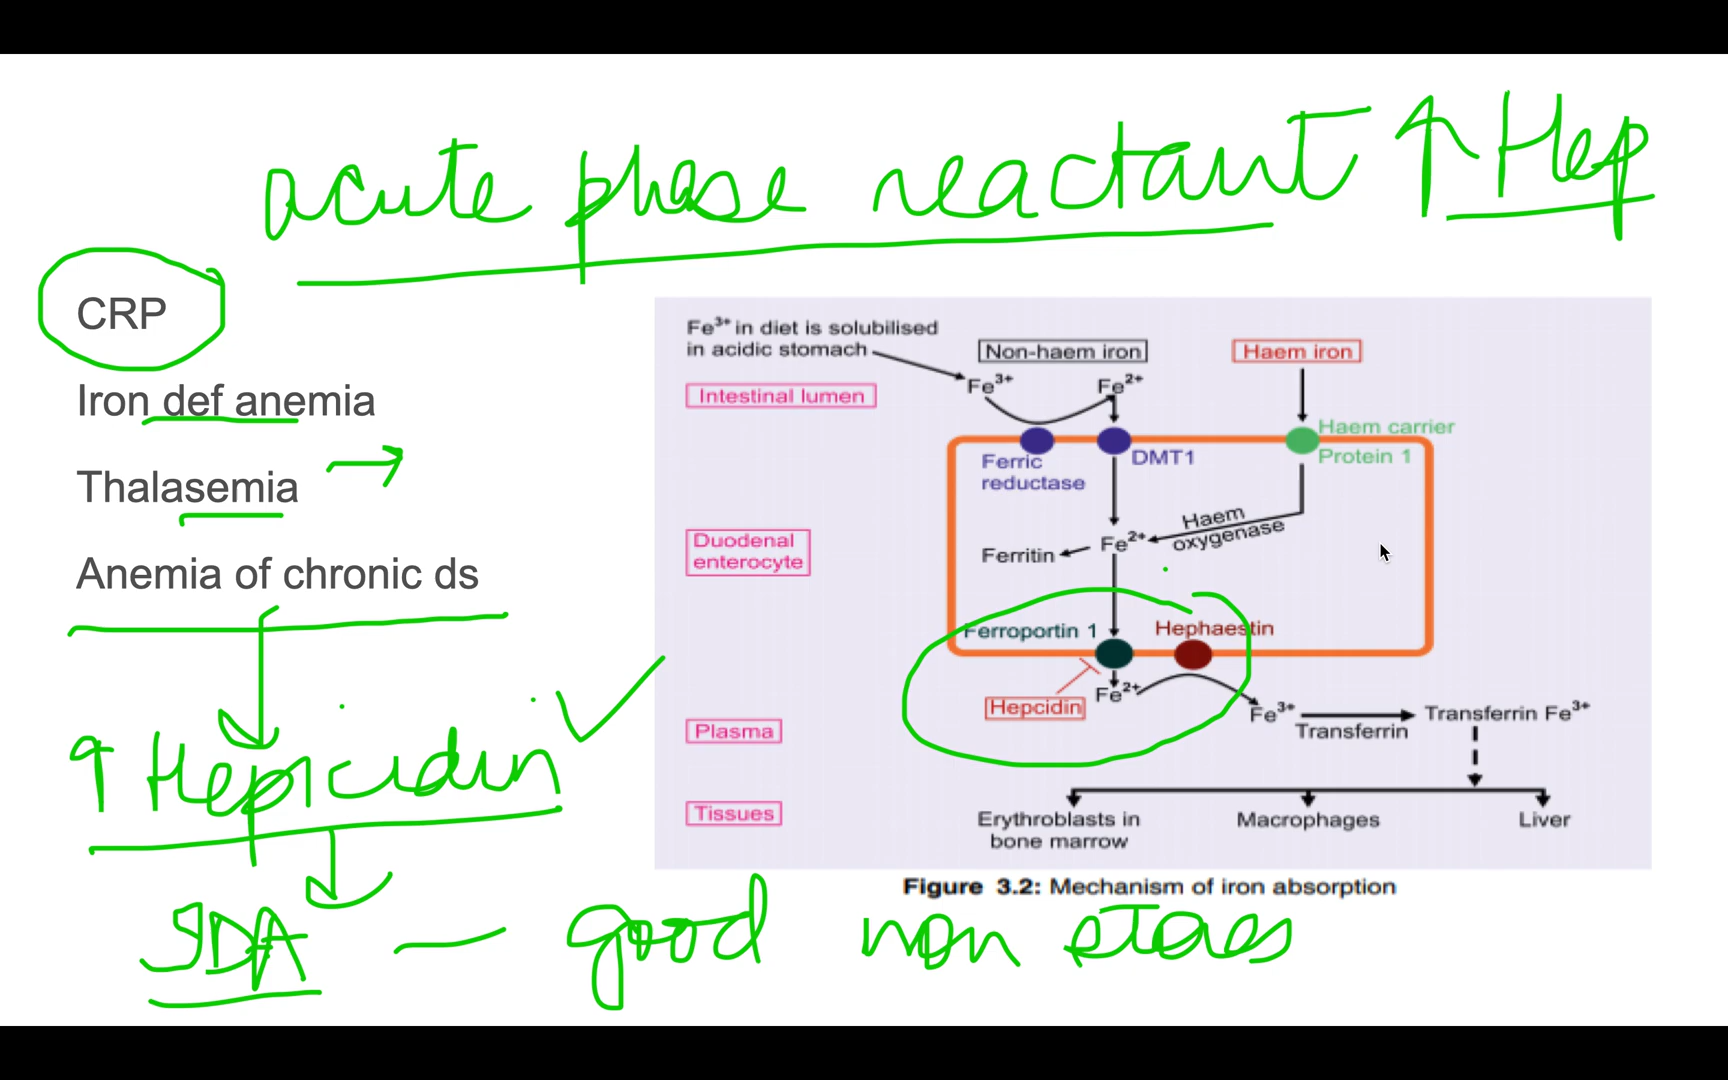 acute phase reactant ↑ Hep
CRP
Iron def anemia
Thalasemia →
Anemia of chronic ds
↑ Hepicidin
IDA — good
Fe³⁺ in diet is solubilised
in acidic stomach
Non-haem iron
Haem iron
Fe³⁺
Fe²⁺
Intestinal lumen
Haem carrier
Protein 1
Ferric
reductase
DMT1
Haem
oxygenase
Duodenal
enterocyte
Ferritin
Fe²⁺
Ferroportin 1
Hephaestin
Hepcidin
Fe²⁺
Fe³⁺
Transferrin
Transferrin Fe³⁺
Plasma
Tissues
Erythroblasts in
bone marrow
Macrophages
Liver
Figure 3.2: Mechanism of iron absorption